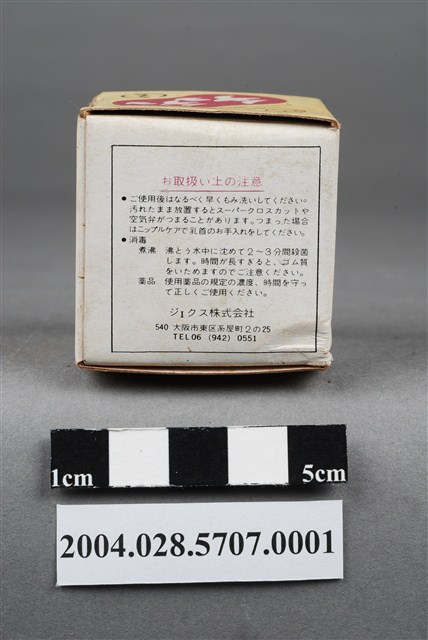 お取扱い上の注意
●ご使用後はなるべく早くもみ洗いしてください。
汚れたまま放置するとスーパークロスカットや
空気弁がつまることがあります。つまった場合
はニップルケアで乳首のお手入れをしてください。
●消毒
煮沸 沸とう水中に沈めて2~3分間殺菌
します。時間が長すぎると、ゴム質
をいためますのでご注意ください。
薬品 使用薬品の規定の濃度、時間を守っ
て正しくご使用ください。
ジェクス株式会社
540 大阪市東区糸屋町2の25
TEL06 (942) 0551
1cm 5cm
2004.028.5707.0001